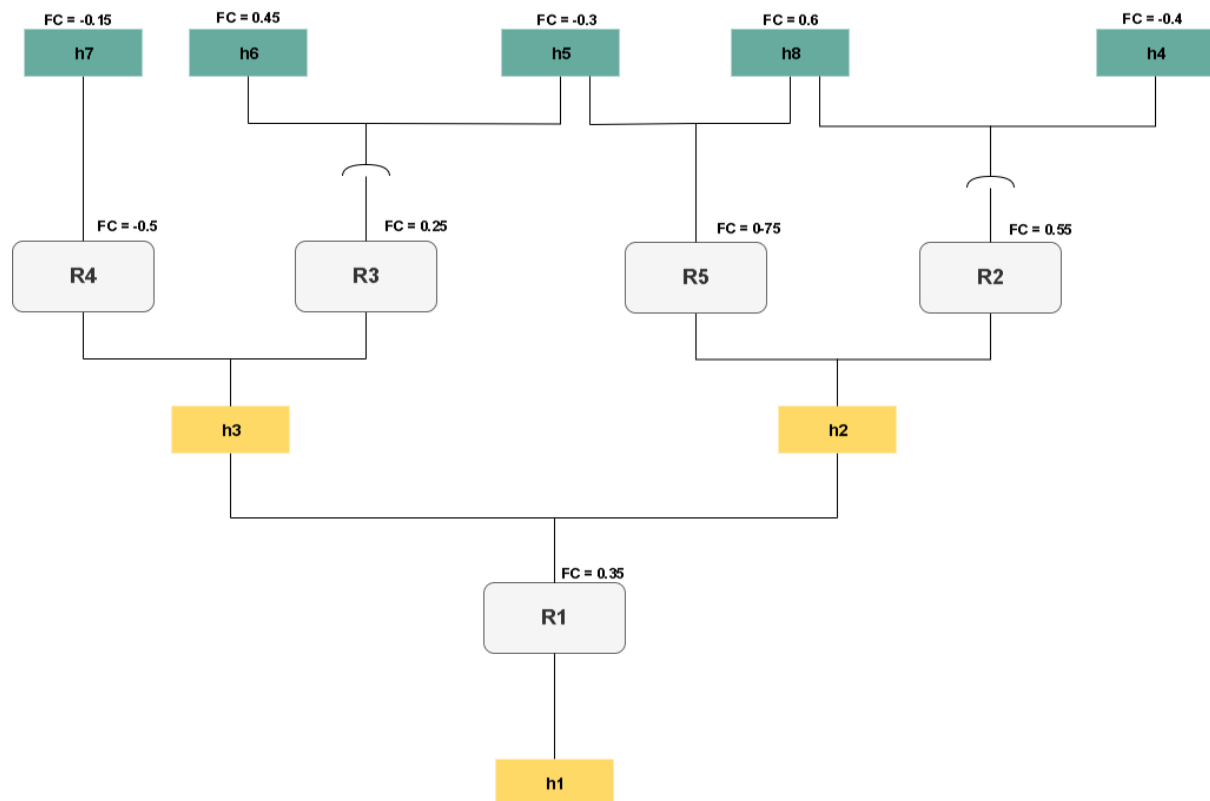 FC = -0.15
FC = 0.45
FC = -0.3
FC = 0.6
FC = -0.4
h7
h6
h5
h8
h4
FC = -0.5
FC = 0.25
FC = 0-75
FC = 0.55
R4
R3
R5
R2
h3
h2
FC = 0.35
R1
h1